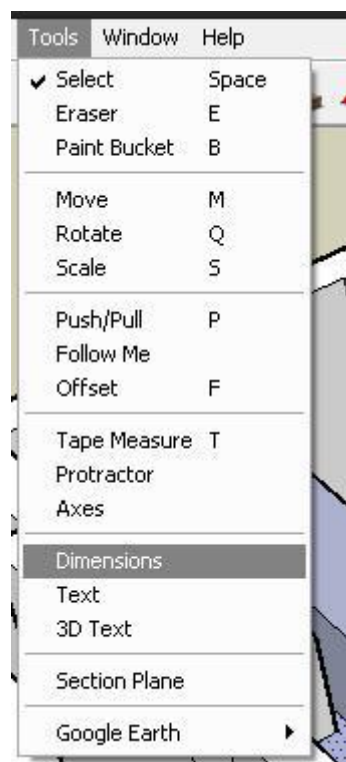 Tools Window Help
Select Space
Eraser E
Paint Bucket B
Move M
Rotate Q
Scale S
Push/Pull P
Follow Me
Offset F
Tape Measure T
Protractor
Axes
Dimensions
Text
3D Text
Section Plane
Google Earth